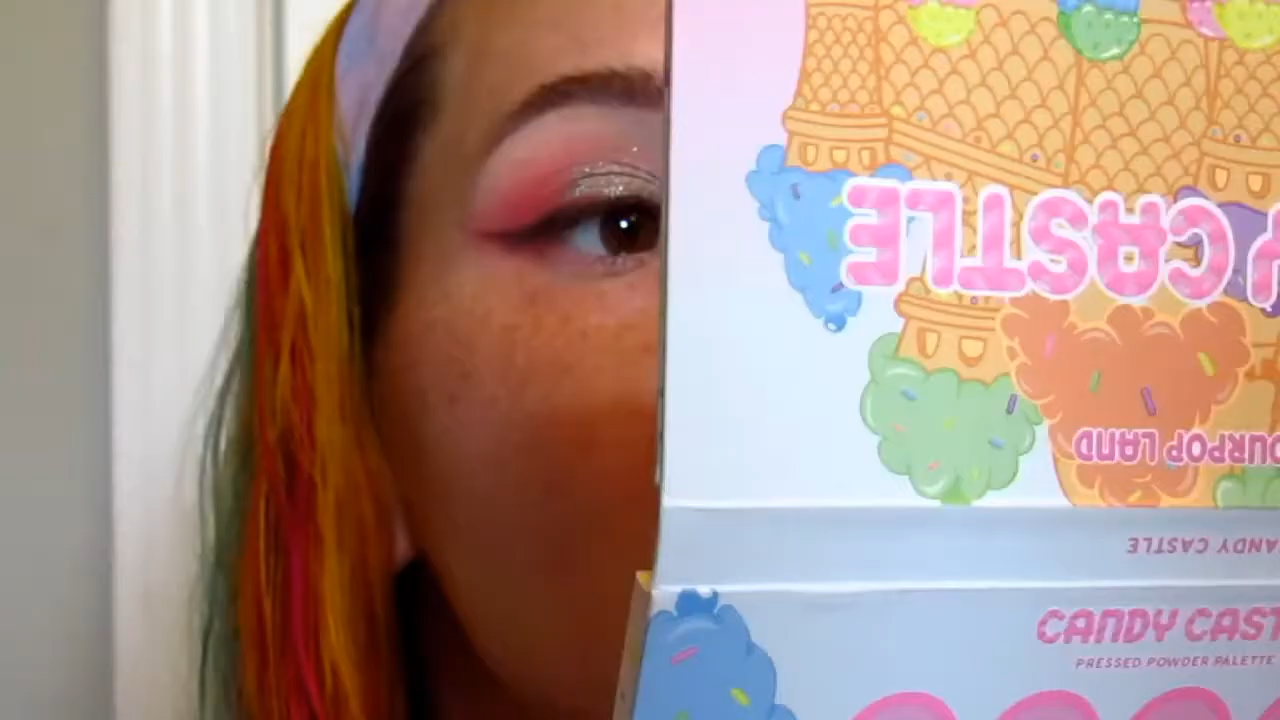 Y CASTLE
OURPOP LAND
ANDY CASTLE
CANDY CAST
PRESSED POWDER PALETTE